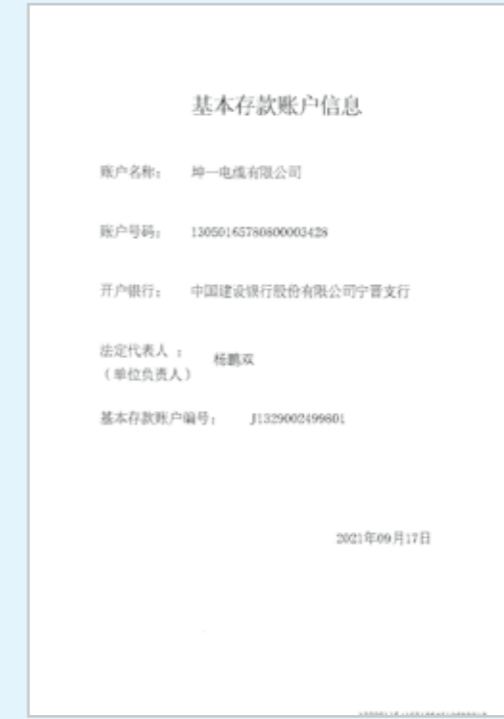 基本存款账户信息
账户名称： 坤一电缆有限公司
账户号码： 13050165780800003428
开户银行： 中国建设银行股份有限公司宁晋支行
法定代表人 ：
（单位负责人） 杨鹏双
基本存款账户编号： J1329002499801
2021年09月17日